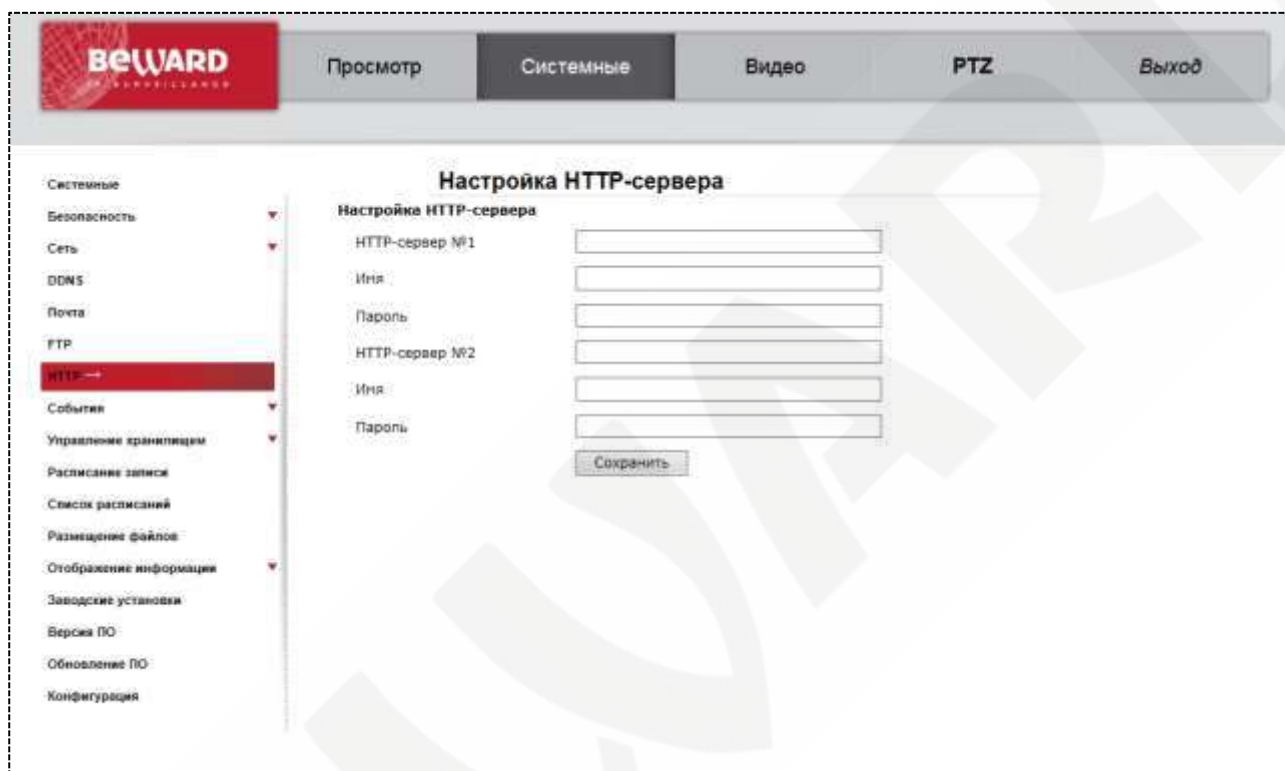 BEWARD
IP SURVEILLANCE
Просмотр
Системные
Видео
PTZ
Выход
Системные
Безопасность
Сеть
DDNS
Почта
FTP
HTTP →
События
Управление хранилищем
Расписание записи
Список расписаний
Размещение файлов
Отображение информации
Заводские установки
Версия ПО
Обновление ПО
Конфигурация
Настройка HTTP-сервера
Настройка HTTP-сервера
HTTP-сервер №1
Имя
Пароль
HTTP-сервер №2
Имя
Пароль
Сохранить